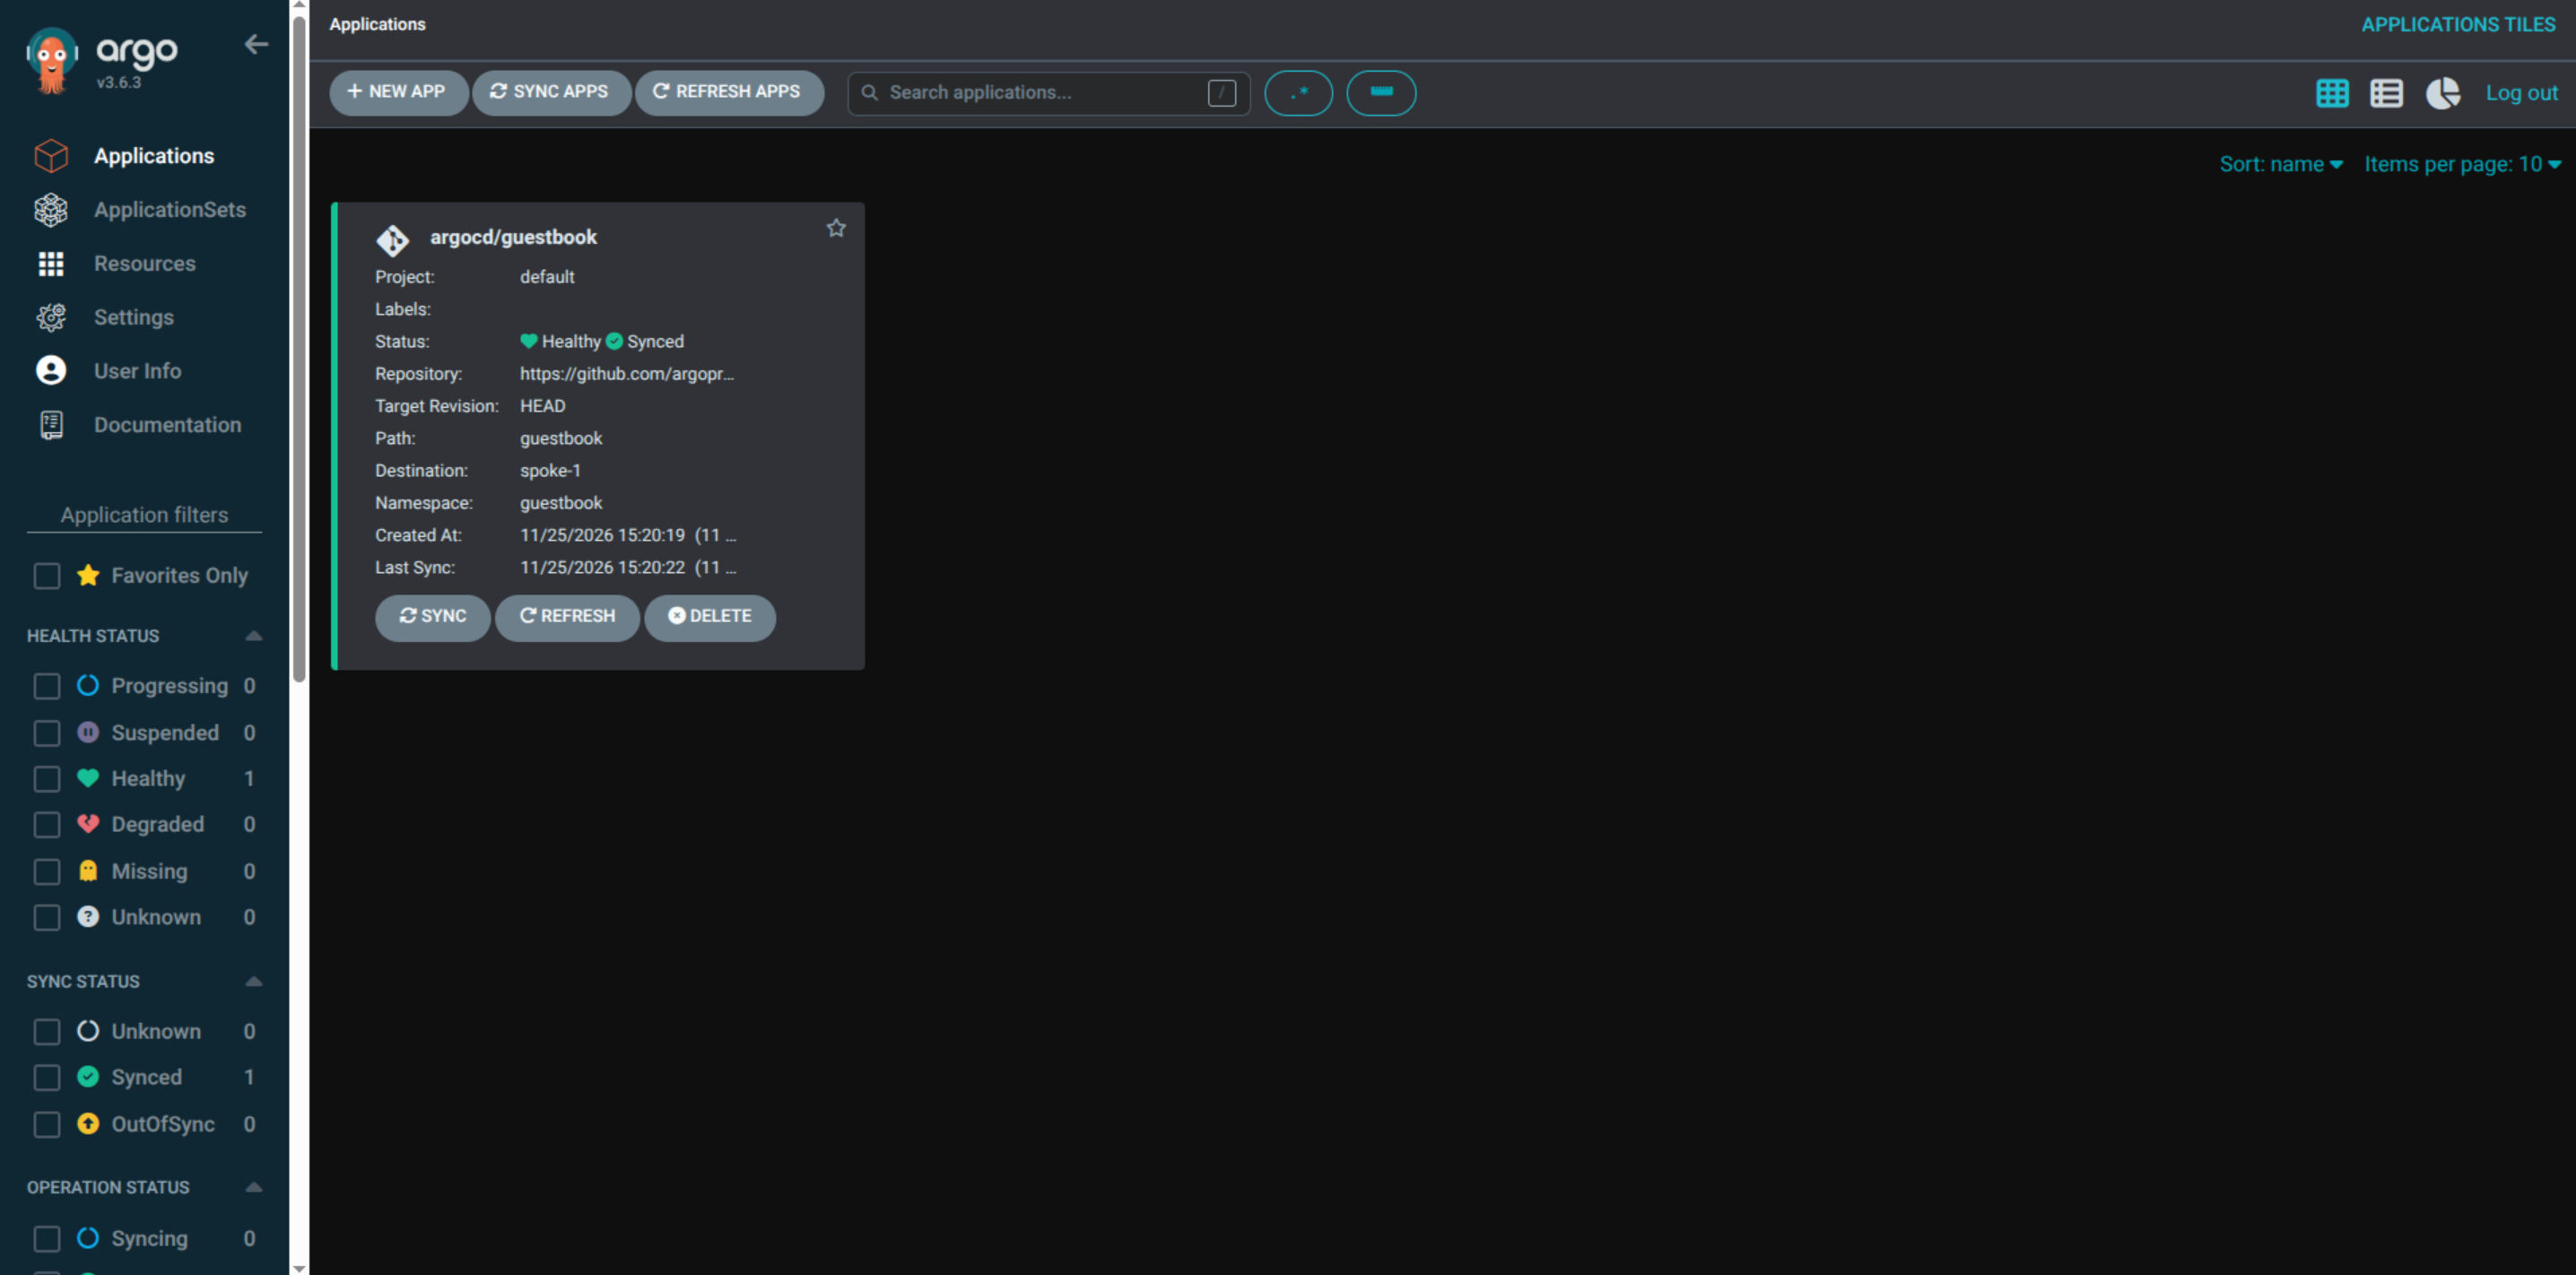 argo
v3.6.3
Applications
ApplicationSets
Resources
Settings
User Info
Documentation
Application filters
Favorites Only
HEALTH STATUS
Progressing 0
Suspended 0
Healthy 1
Degraded 0
Missing 0
Unknown 0
SYNC STATUS
Unknown 0
Synced 1
OutOfSync 0
OPERATION STATUS
Syncing 0
Applications
APPLICATIONS TILES
+ NEW APP SYNC APPS REFRESH APPS Search applications... / .* Log out
Sort: name Items per page: 10
argocd/guestbook
Project: default
Labels:
Status: Healthy Synced
Repository: https://github.com/argopr...
Target Revision: HEAD
Path: guestbook
Destination: spoke-1
Namespace: guestbook
Created At: 11/25/2026 15:20:19 (11 ...
Last Sync: 11/25/2026 15:20:22 (11 ...
SYNC REFRESH DELETE